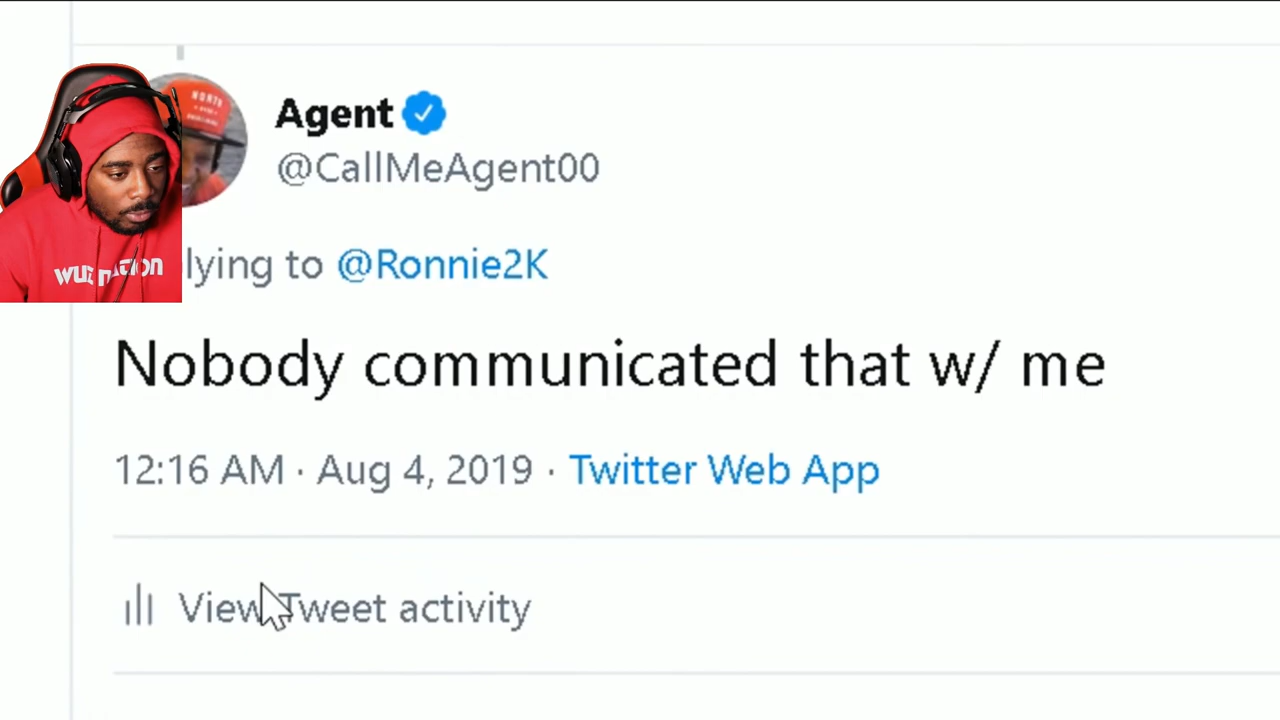 Agent
@CallMeAgent00
lying to @Ronnie2K
Nobody communicated that w/ me
12:16 AM · Aug 4, 2019 · Twitter Web App
View Tweet activity
NORTH